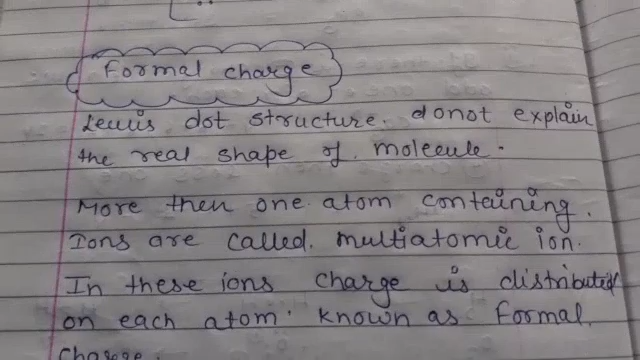 Formal charge
Lewis dot structure. donot explain
the real shape of molecule.
More then one atom containing.
Ions are called. multiatomic ion.
In these ions charge is distributed
on each atom. known as Formal.
Charge.